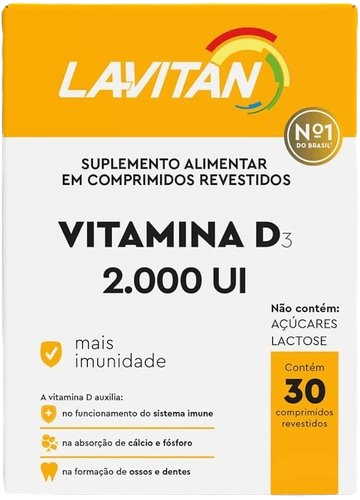 LAVITAN
Nº1
DO BRASIL¹
SUPLEMENTO ALIMENTAR
EM COMPRIMIDOS REVESTIDOS
VITAMINA D3
2.000 UI
mais
imunidade
Não contém:
AÇÚCARES
LACTOSE
Contém
30
comprimidos
revestidos
A vitamina D auxilia:
no funcionamento do sistema imune
na absorção de cálcio e fósforo
na formação de ossos e dentes